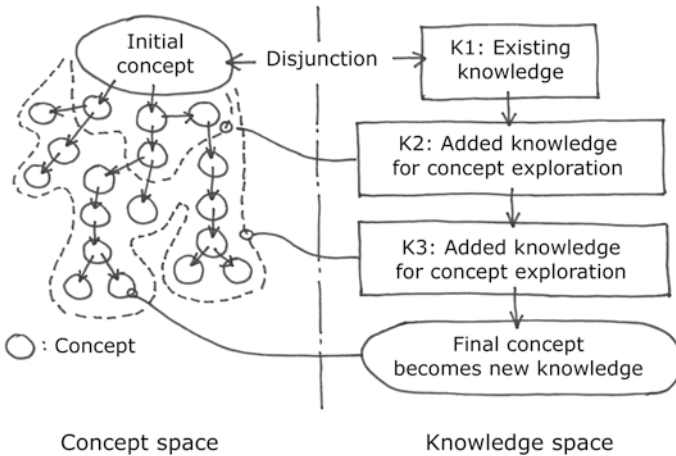 Initial
concept
Disjunction
K1: Existing
knowledge
K2: Added knowledge
for concept exploration
K3: Added knowledge
for concept exploration
Final concept
becomes new knowledge
: Concept
Concept space
Knowledge space